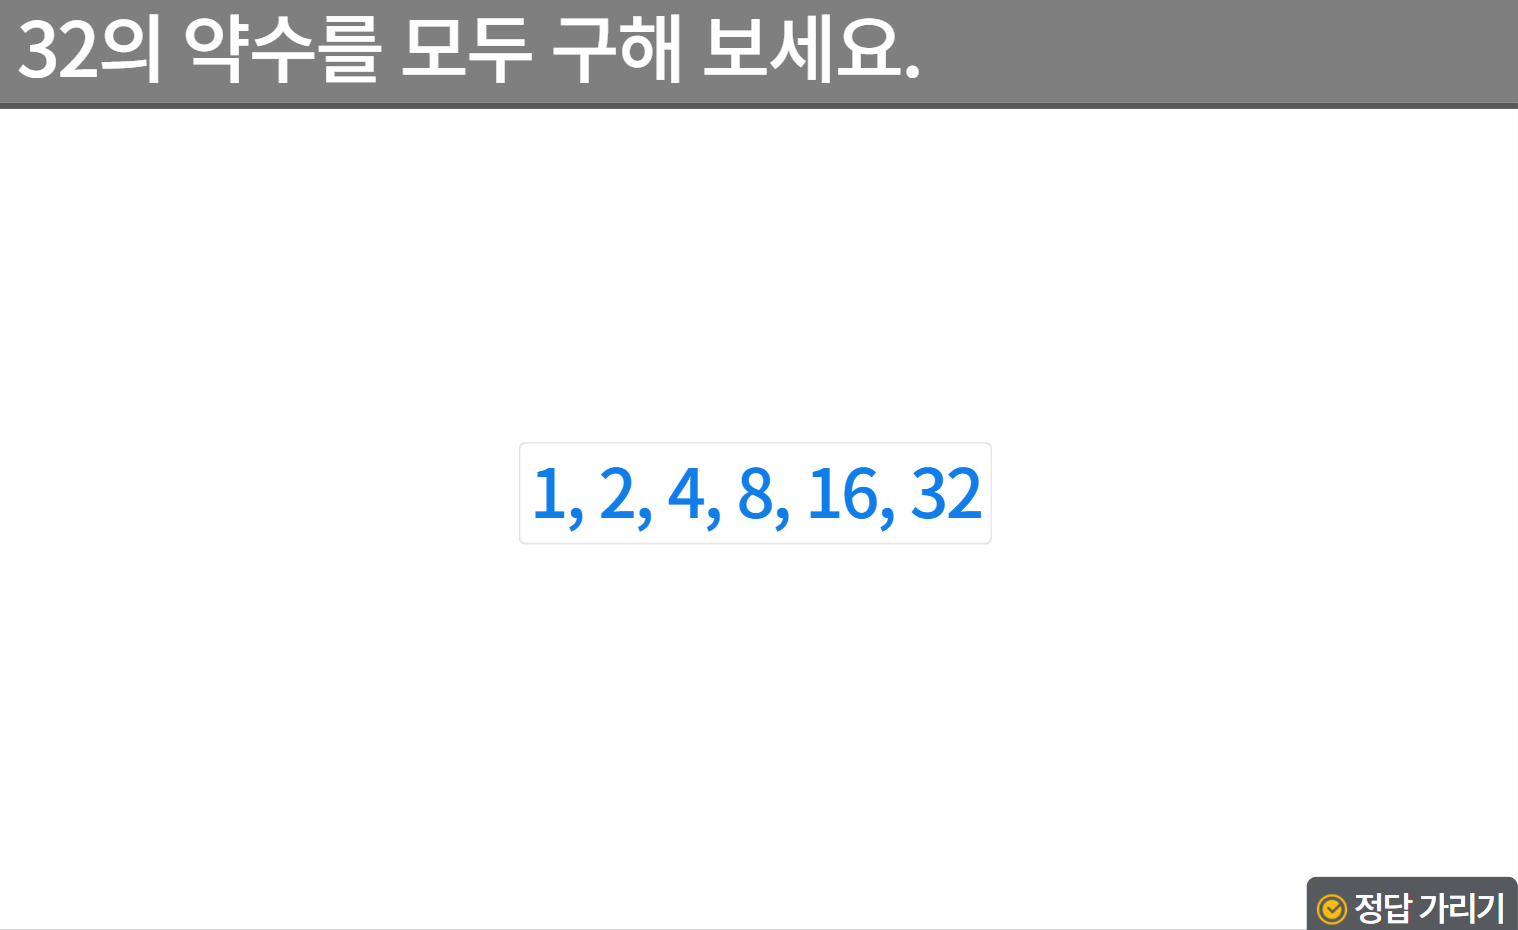 32의 약수를 모두 구해 보세요.
1, 2, 4, 8, 16, 32
정답 가리기